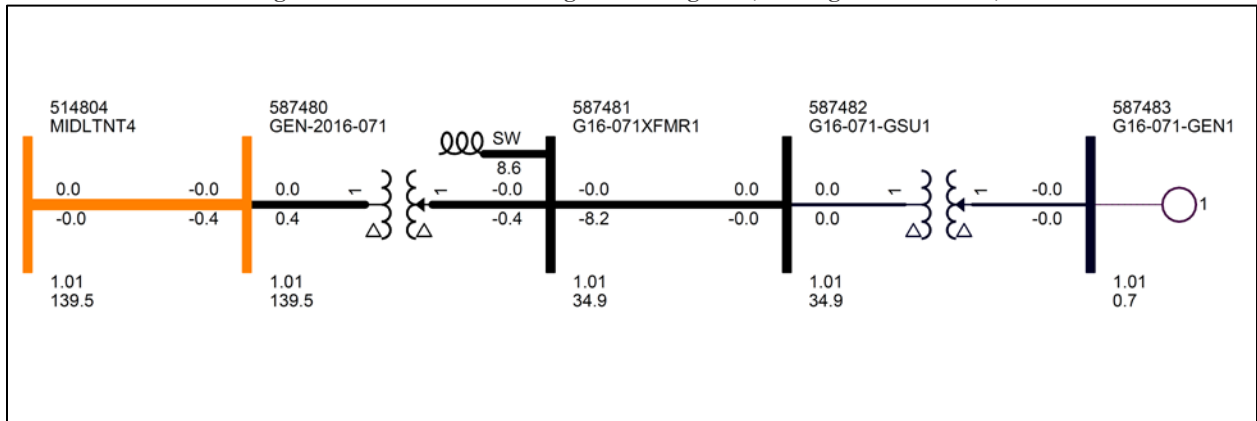 514804
MIDLTNT4
587480
GEN-2016-071
587481
G16-071XFMR1
587482
G16-071-GSU1
587483
G16-071-GEN1
SW
8.6
0.0 -0.0 0.0 1 1 -0.0 -0.0 0.0 0.0 1 1 -0.0
-0.0 -0.4 0.4 -0.4 -8.2 -0.0 0.0 -0.0
1
1.01 1.01 1.01 1.01 1.01
139.5 139.5 34.9 34.9 0.7